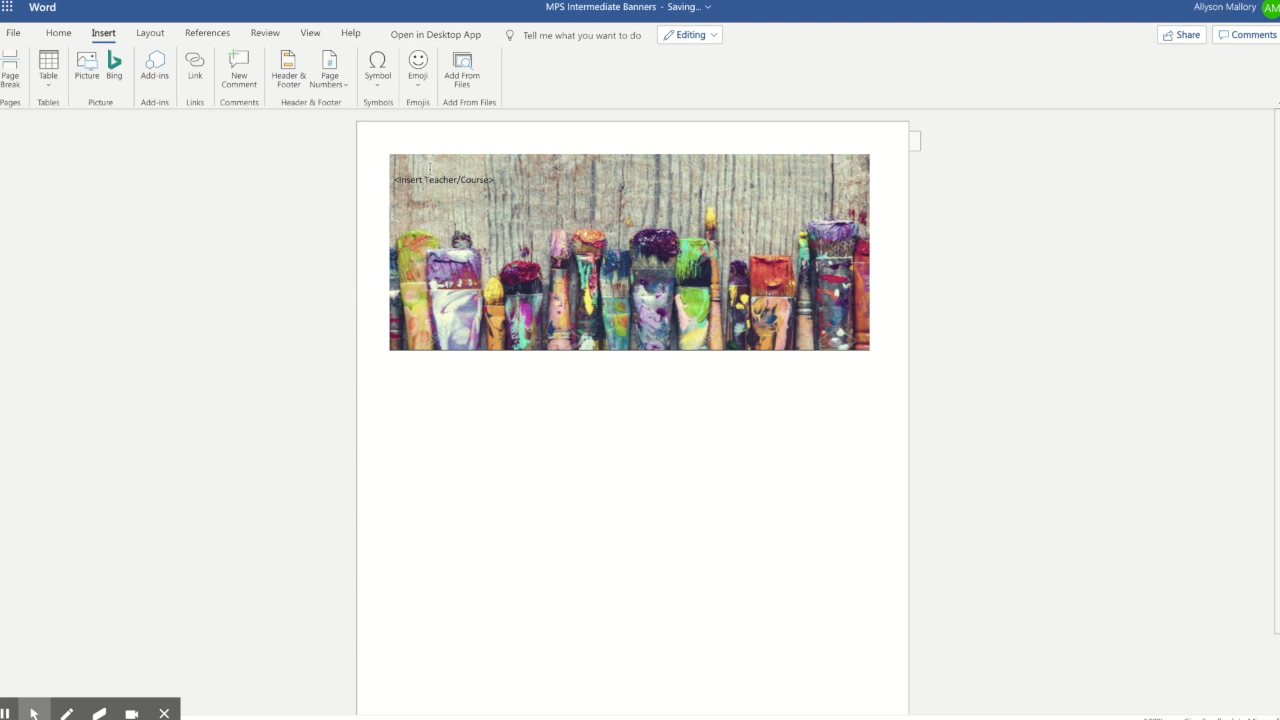 Word
MPS Intermediate Banners - Saving...
Allyson Mallory
AM
File Home Insert Layout References Review View Help Open in Desktop App Tell me what you want to do Editing Share Comments
Page Break
Table
Picture
Bing
Add-ins
Link
New Comment
Header & Footer
Page Numbers
Symbol
Emoji
Add From Files
Pages Tables Picture Add-ins Links Comments Header & Footer Symbols Emojis Add From Files
<Insert Teacher/Course>